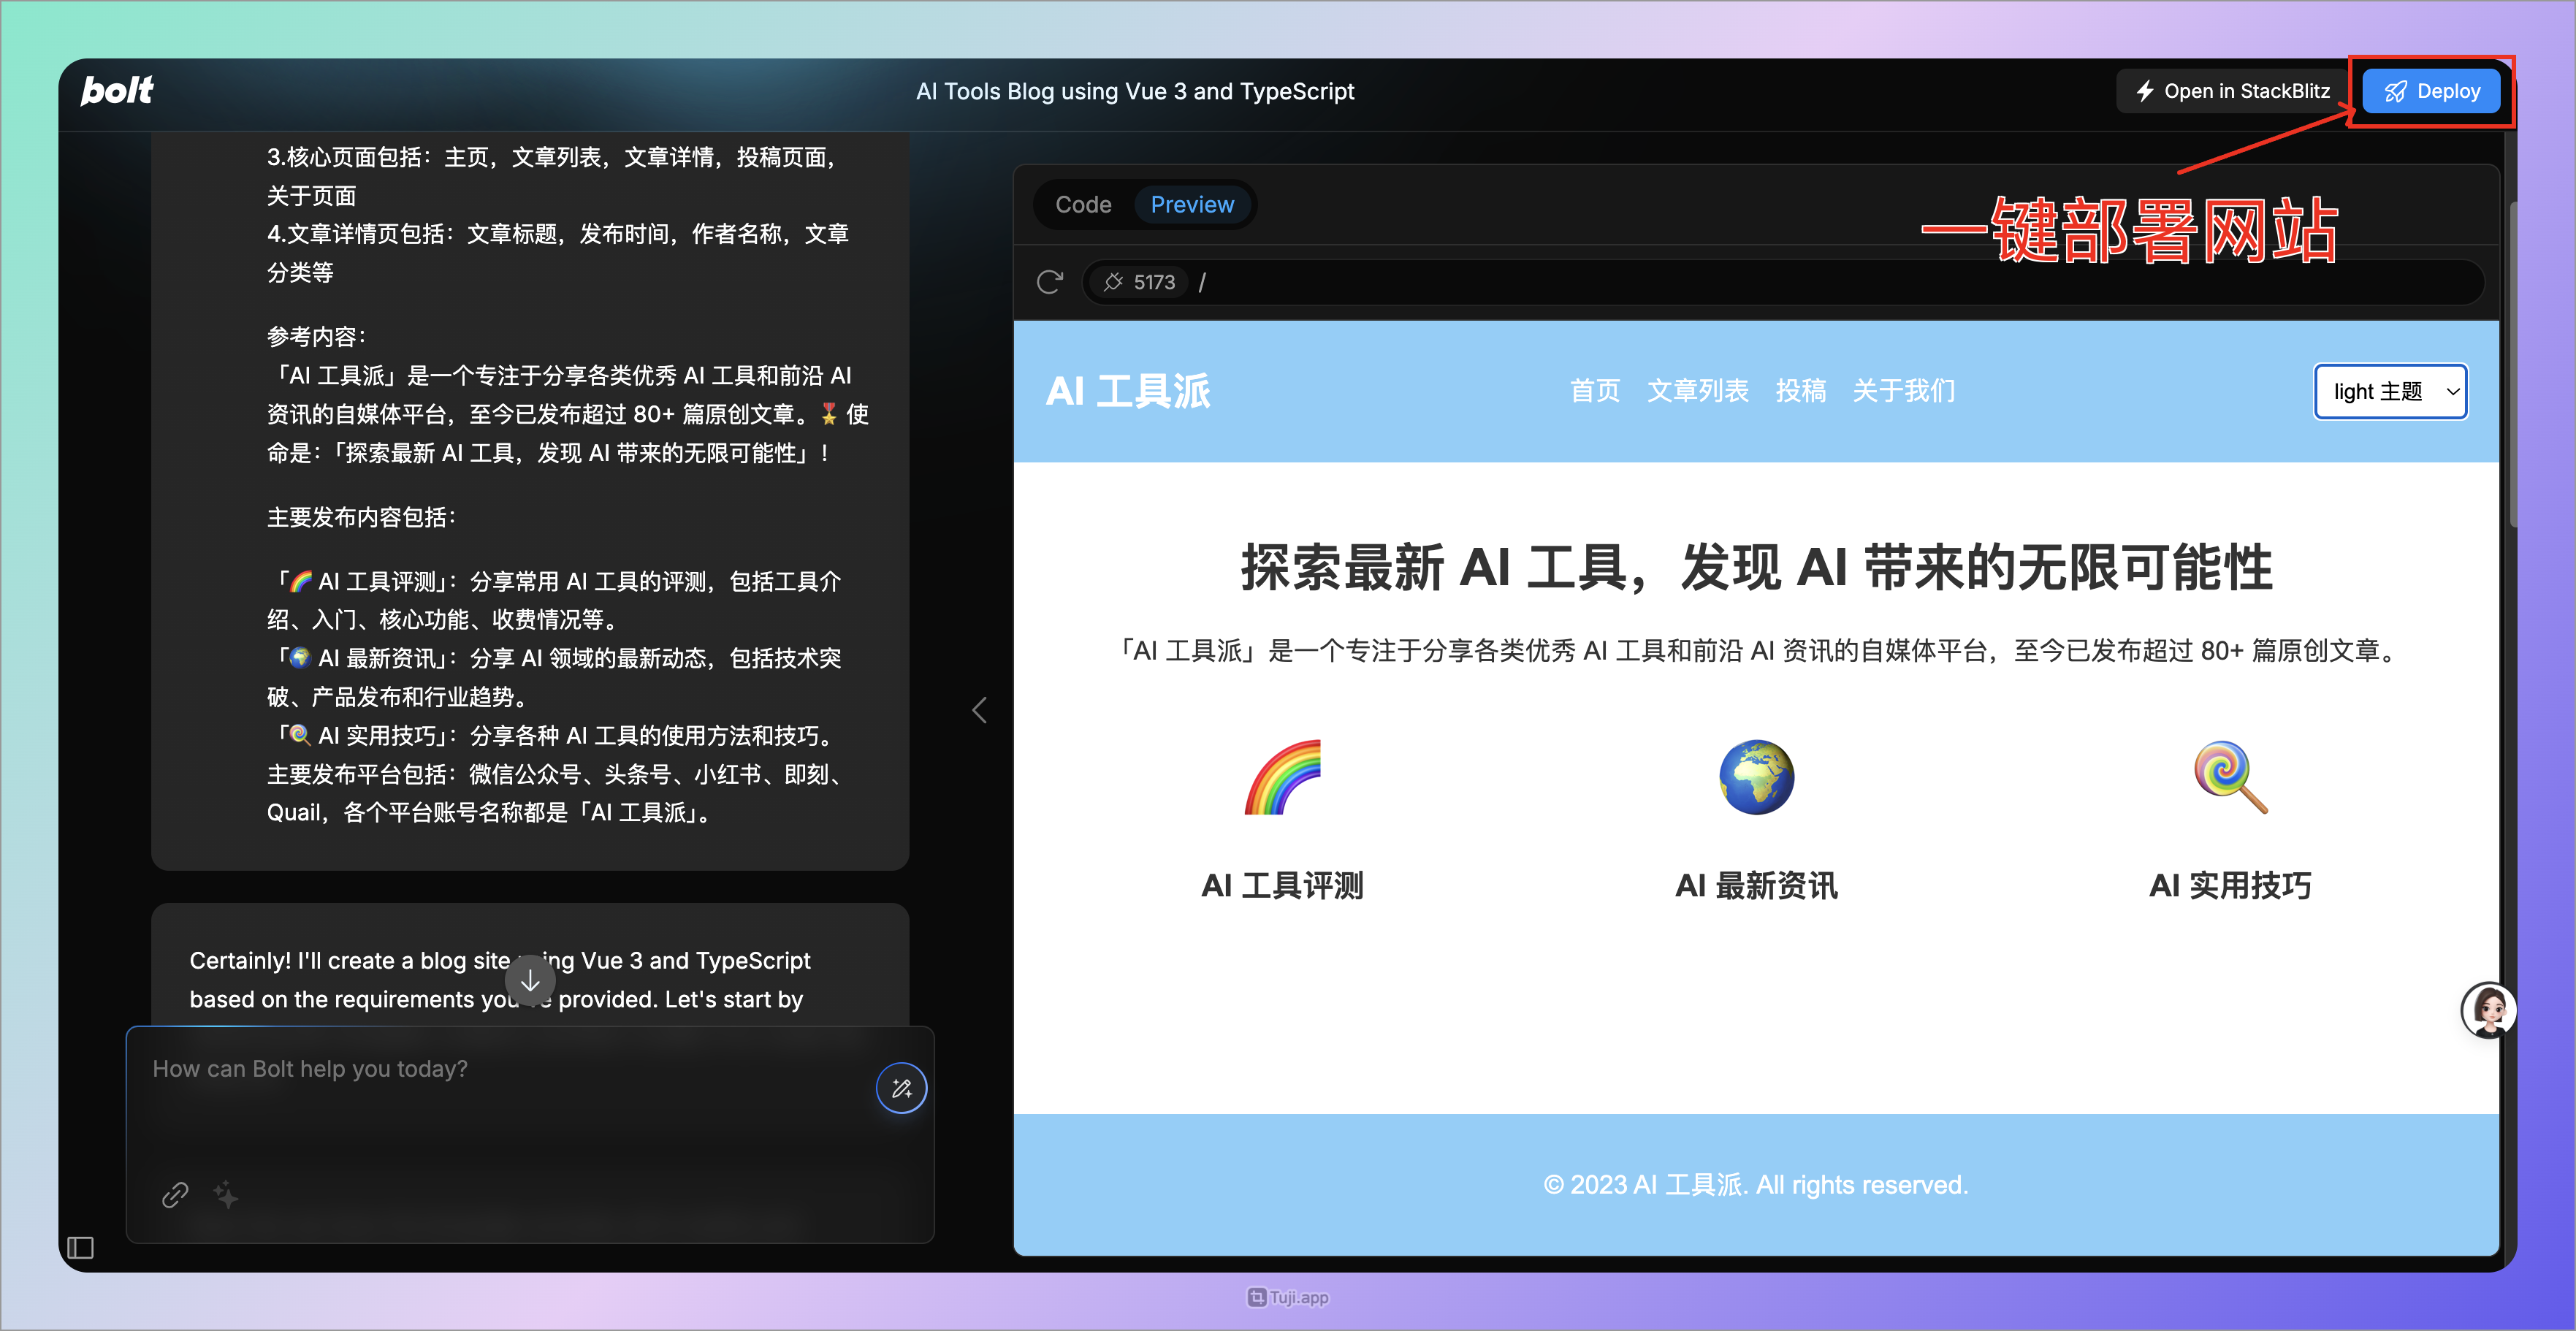 bolt
AI Tools Blog using Vue 3 and TypeScript
Open in StackBlitz
Deploy
一键部署网站
3.核心页面包括：主页，文章列表，文章详情，投稿页面，
关于页面
4.文章详情页包括：文章标题，发布时间，作者名称，文章
分类等
参考内容：
「AI 工具派」是一个专注于分享各类优秀 AI 工具和前沿 AI
资讯的自媒体平台，至今已发布超过 80+ 篇原创文章。🎖️ 使
命是：「探索最新 AI 工具，发现 AI 带来的无限可能性」！
主要发布内容包括：
「🌈 AI 工具评测」：分享常用 AI 工具的评测，包括工具介
绍、入门、核心功能、收费情况等。
「🌍 AI 最新资讯」：分享 AI 领域的最新动态，包括技术突
破、产品发布和行业趋势。
「🍭 AI 实用技巧」：分享各种 AI 工具的使用方法和技巧。
主要发布平台包括：微信公众号、头条号、小红书、即刻、
Quail，各个平台账号名称都是「AI 工具派」。
Certainly! I'll create a blog site Vue 3 and TypeScript
based on the requirements provided. Let's start by
How can Bolt help you today?
Code
Preview
5173 /
AI 工具派
首页 文章列表 投稿 关于我们
light 主题
探索最新 AI 工具，发现 AI 带来的无限可能性
「AI 工具派」是一个专注于分享各类优秀 AI 工具和前沿 AI 资讯的自媒体平台，至今已发布超过 80+ 篇原创文章。
AI 工具评测
AI 最新资讯
AI 实用技巧
© 2023 AI 工具派. All rights reserved.
Tuji.app